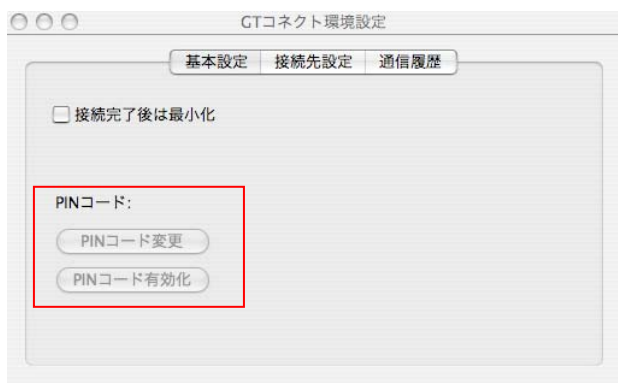 GTコネクト環境設定
基本設定 接続先設定 通信履歴
接続完了後は最小化
PINコード:
PINコード変更
PINコード有効化